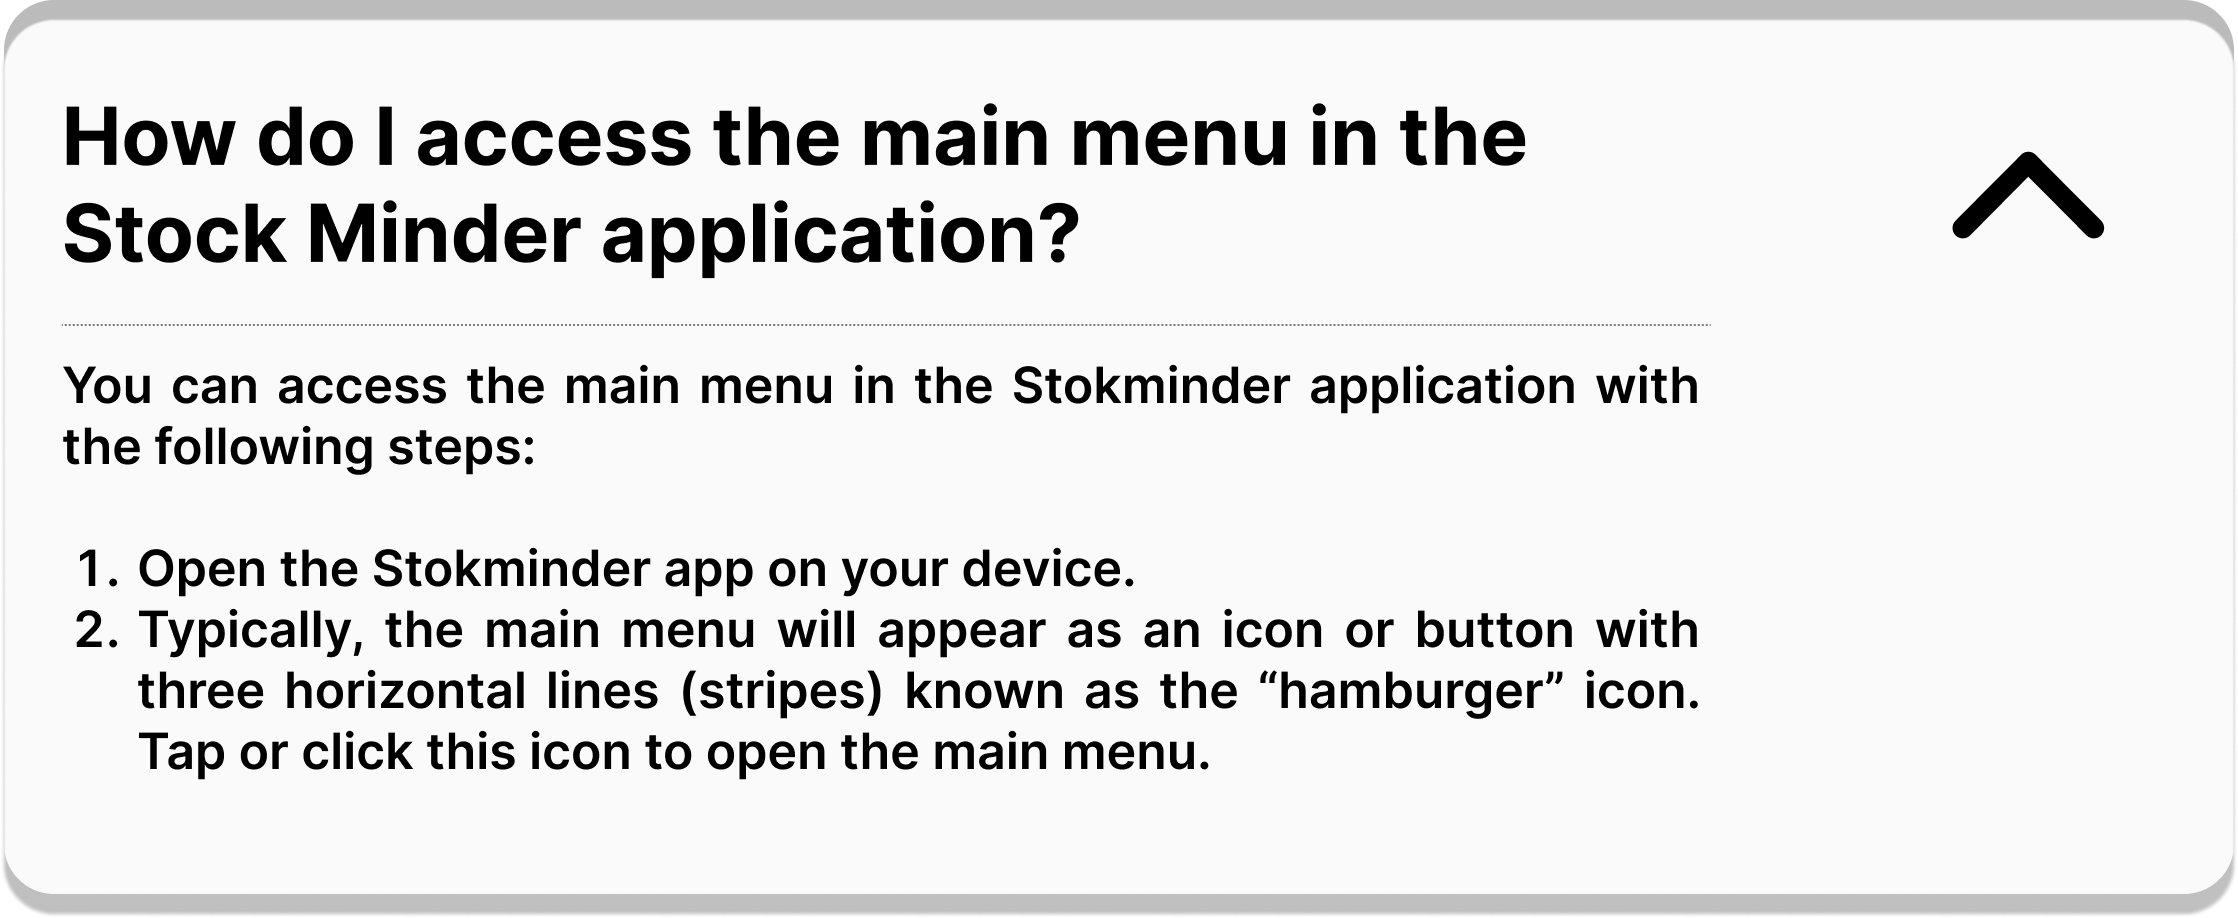 How do I access the main menu in the
Stock Minder application?
You can access the main menu in the Stokminder application with
the following steps:
1. Open the Stokminder app on your device.
2. Typically, the main menu will appear as an icon or button with
three horizontal lines (stripes) known as the “hamburger” icon.
Tap or click this icon to open the main menu.